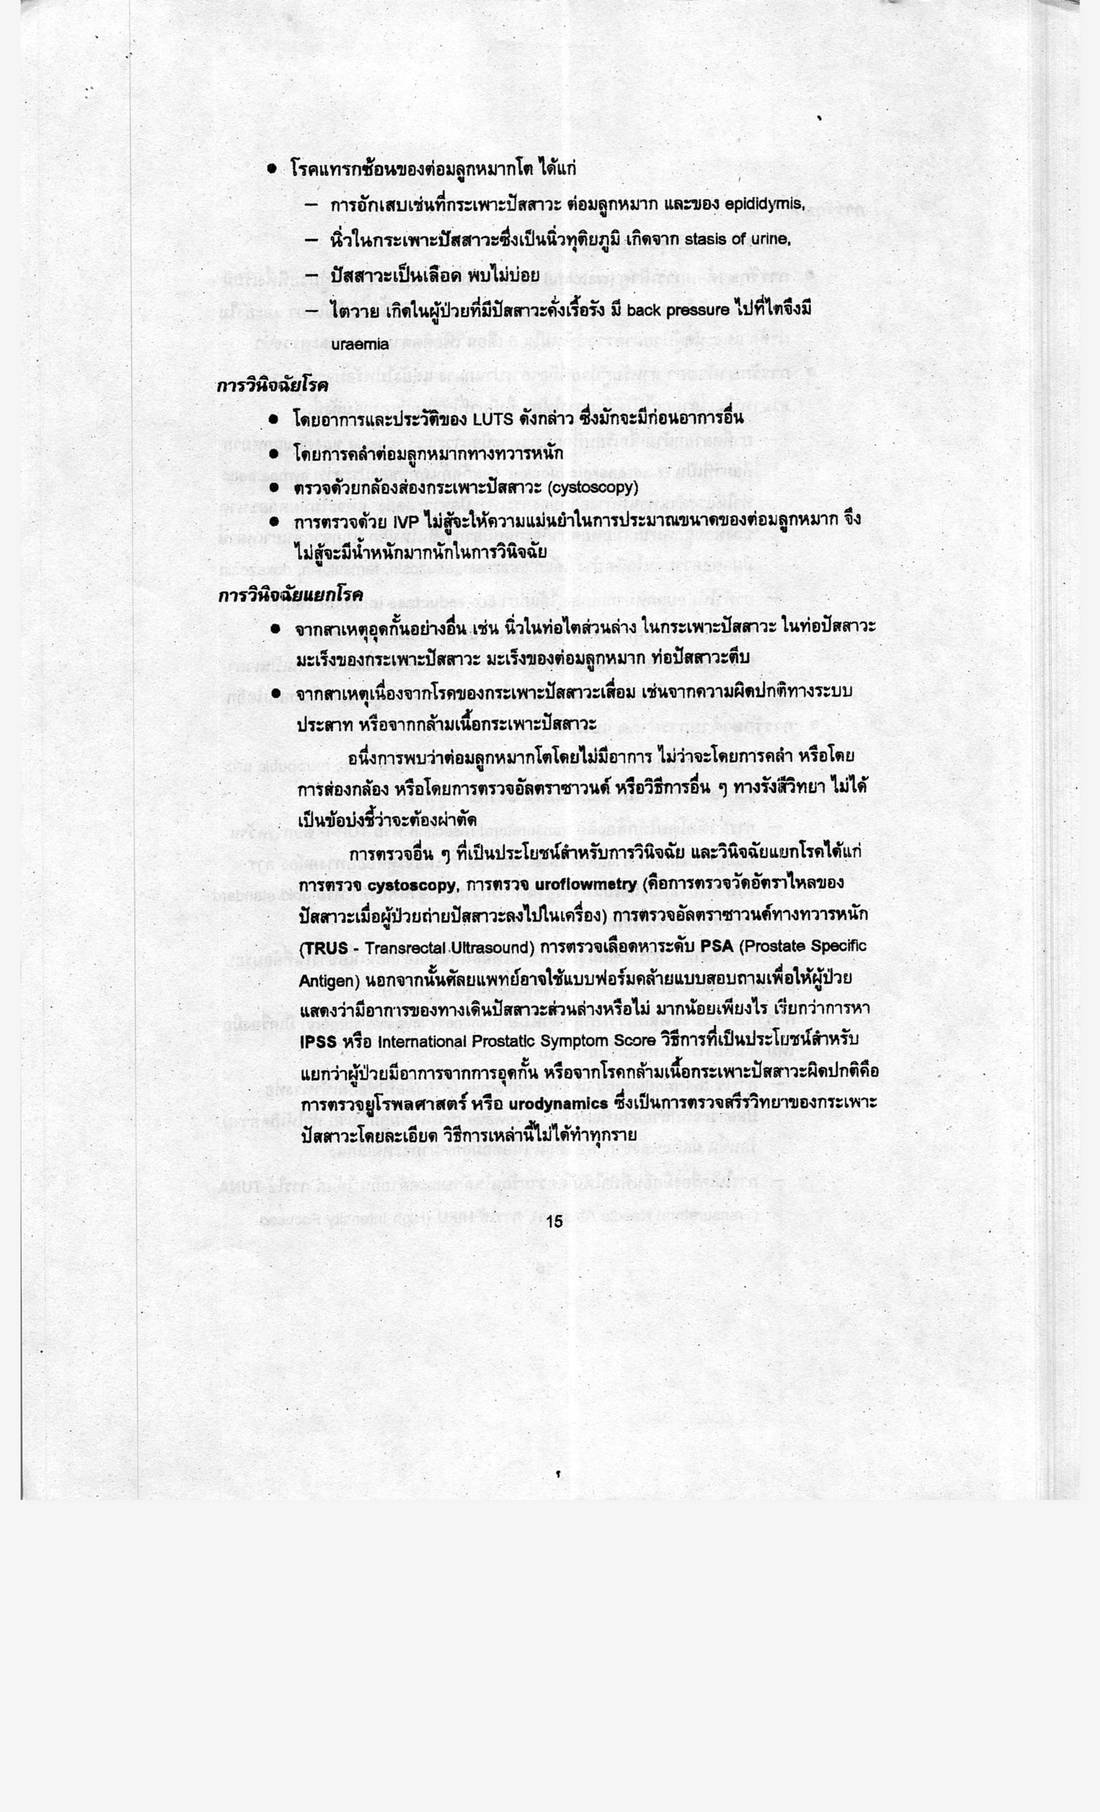 ● โรคแทรกซ้อนของต่อมลูกหมากโต ได้แก่
– การอักเสบเช่นที่กระเพาะปัสสาวะ ต่อมลูกหมาก และของ epididymis,
– นิ่วในกระเพาะปัสสาวะซึ่งเป็นนิ่วทุติยภูมิ เกิดจาก stasis of urine,
– ปัสสาวะเป็นเลือด พบไม่บ่อย
– ไตวาย เกิดในผู้ป่วยที่มีปัสสาวะคั่งเรื้อรัง มี back pressure ไปที่ไตจึงมี
uraemia
การวินิจฉัยโรค
● โดยอาการและประวัติของ LUTS ดังกล่าว ซึ่งมักจะมีก่อนอาการอื่น
● โดยการคลำต่อมลูกหมากทางทวารหนัก
● ตรวจด้วยกล้องส่องกระเพาะปัสสาวะ (cystoscopy)
● การตรวจด้วย IVP ไม่สู้จะให้ความแม่นยำในการประมาณขนาดของต่อมลูกหมาก จึง
ไม่สู้จะมีน้ำหนักมากนักในการวินิจฉัย
การวินิจฉัยแยกโรค
● จากสาเหตุอุดกั้นอย่างอื่น เช่น นิ่วในท่อไตส่วนล่าง ในกระเพาะปัสสาวะ ในท่อปัสสาวะ
มะเร็งของกระเพาะปัสสาวะ มะเร็งของต่อมลูกหมาก ท่อปัสสาวะตีบ
● จากสาเหตุเนื่องจากโรคของกระเพาะปัสสาวะเสื่อม เช่นจากความผิดปกติทางระบบ
ประสาท หรือจากกล้ามเนื้อกระเพาะปัสสาวะ
อนึ่งการพบว่าต่อมลูกหมากโตโดยไม่มีอาการ ไม่ว่าจะโดยการคลำ หรือโดย
การส่องกล้อง หรือโดยการตรวจอัลตราซาวนด์ หรือวิธีการอื่น ๆ ทางรังสีวิทยา ไม่ได้
เป็นข้อบ่งชี้ว่าจะต้องผ่าตัด
การตรวจอื่น ๆ ที่เป็นประโยชน์สำหรับการวินิจฉัย และวินิจฉัยแยกโรคได้แก่
การตรวจ cystoscopy, การตรวจ uroflowmetry (คือการตรวจวัดอัตราไหลของ
ปัสสาวะเมื่อผู้ป่วยถ่ายปัสสาวะลงไปในเครื่อง) การตรวจอัลตราซาวนด์ทางทวารหนัก
(TRUS - Transrectal Ultrasound) การตรวจเลือดหาระดับ PSA (Prostate Specific
Antigen) นอกจากนั้นศัลยแพทย์อาจใช้แบบฟอร์มคล้ายแบบสอบถามเพื่อให้ผู้ป่วย
แสดงว่ามีอาการของทางเดินปัสสาวะส่วนล่างหรือไม่ มากน้อยเพียงไร เรียกว่าการหา
IPSS หรือ International Prostatic Symptom Score วิธีการที่เป็นประโยชน์สำหรับ
แยกว่าผู้ป่วยมีอาการจากการอุดกั้น หรือจากโรคกล้ามเนื้อกระเพาะปัสสาวะผิดปกติคือ
การตรวจยูโรพลศาสตร์ หรือ urodynamics ซึ่งเป็นการตรวจสรีรวิทยาของกระเพาะ
ปัสสาวะโดยละเอียด วิธีการเหล่านี้ไม่ได้ทำทุกราย
15